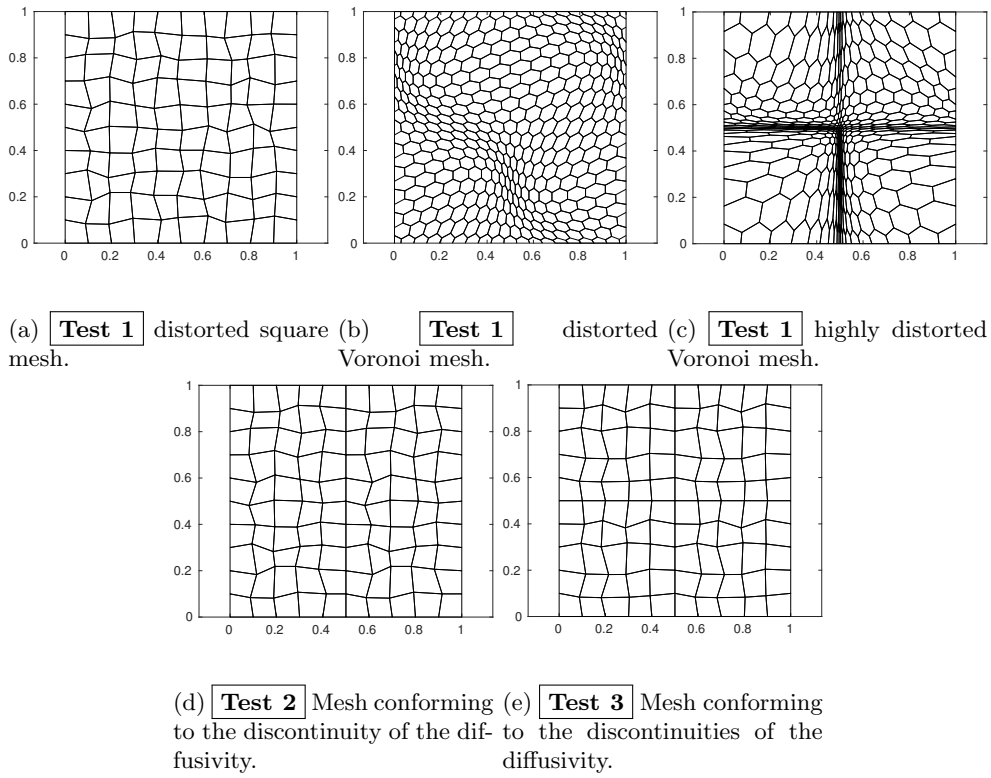 1
0.8
0.6
0.4
0.2
0
0 0.2 0.4 0.6 0.8 1
1
0.8
0.6
0.4
0.2
0
0 0.2 0.4 0.6 0.8 1
1
0.8
0.6
0.4
0.2
0
0 0.2 0.4 0.6 0.8 1
(a) Test 1 distorted square
mesh.
(b) Test 1 distorted
Voronoi mesh.
(c) Test 1 highly distorted
Voronoi mesh.
1
0.8
0.6
0.4
0.2
0
0 0.2 0.4 0.6 0.8 1
1
0.8
0.6
0.4
0.2
0
0 0.2 0.4 0.6 0.8 1
(d) Test 2 Mesh conforming
to the discontinuity of the dif-
fusivity.
(e) Test 3 Mesh conforming
to the discontinuities of the
diffusivity.